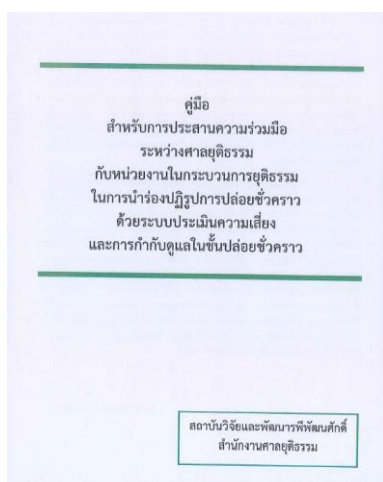 คู่มือ
สำหรับการประสานความร่วมมือ
ระหว่างศาลยุติธรรม
กับหน่วยงานในกระบวนการยุติธรรม
ในการนำร่องปฏิรูปการปล่อยชั่วคราว
ด้วยระบบประเมินความเสี่ยง
และการกำกับดูแลในชั้นปล่อยชั่วคราว
สถาบันวิจัยและพัฒนารพีพัฒนศักดิ์
สำนักงานศาลยุติธรรม